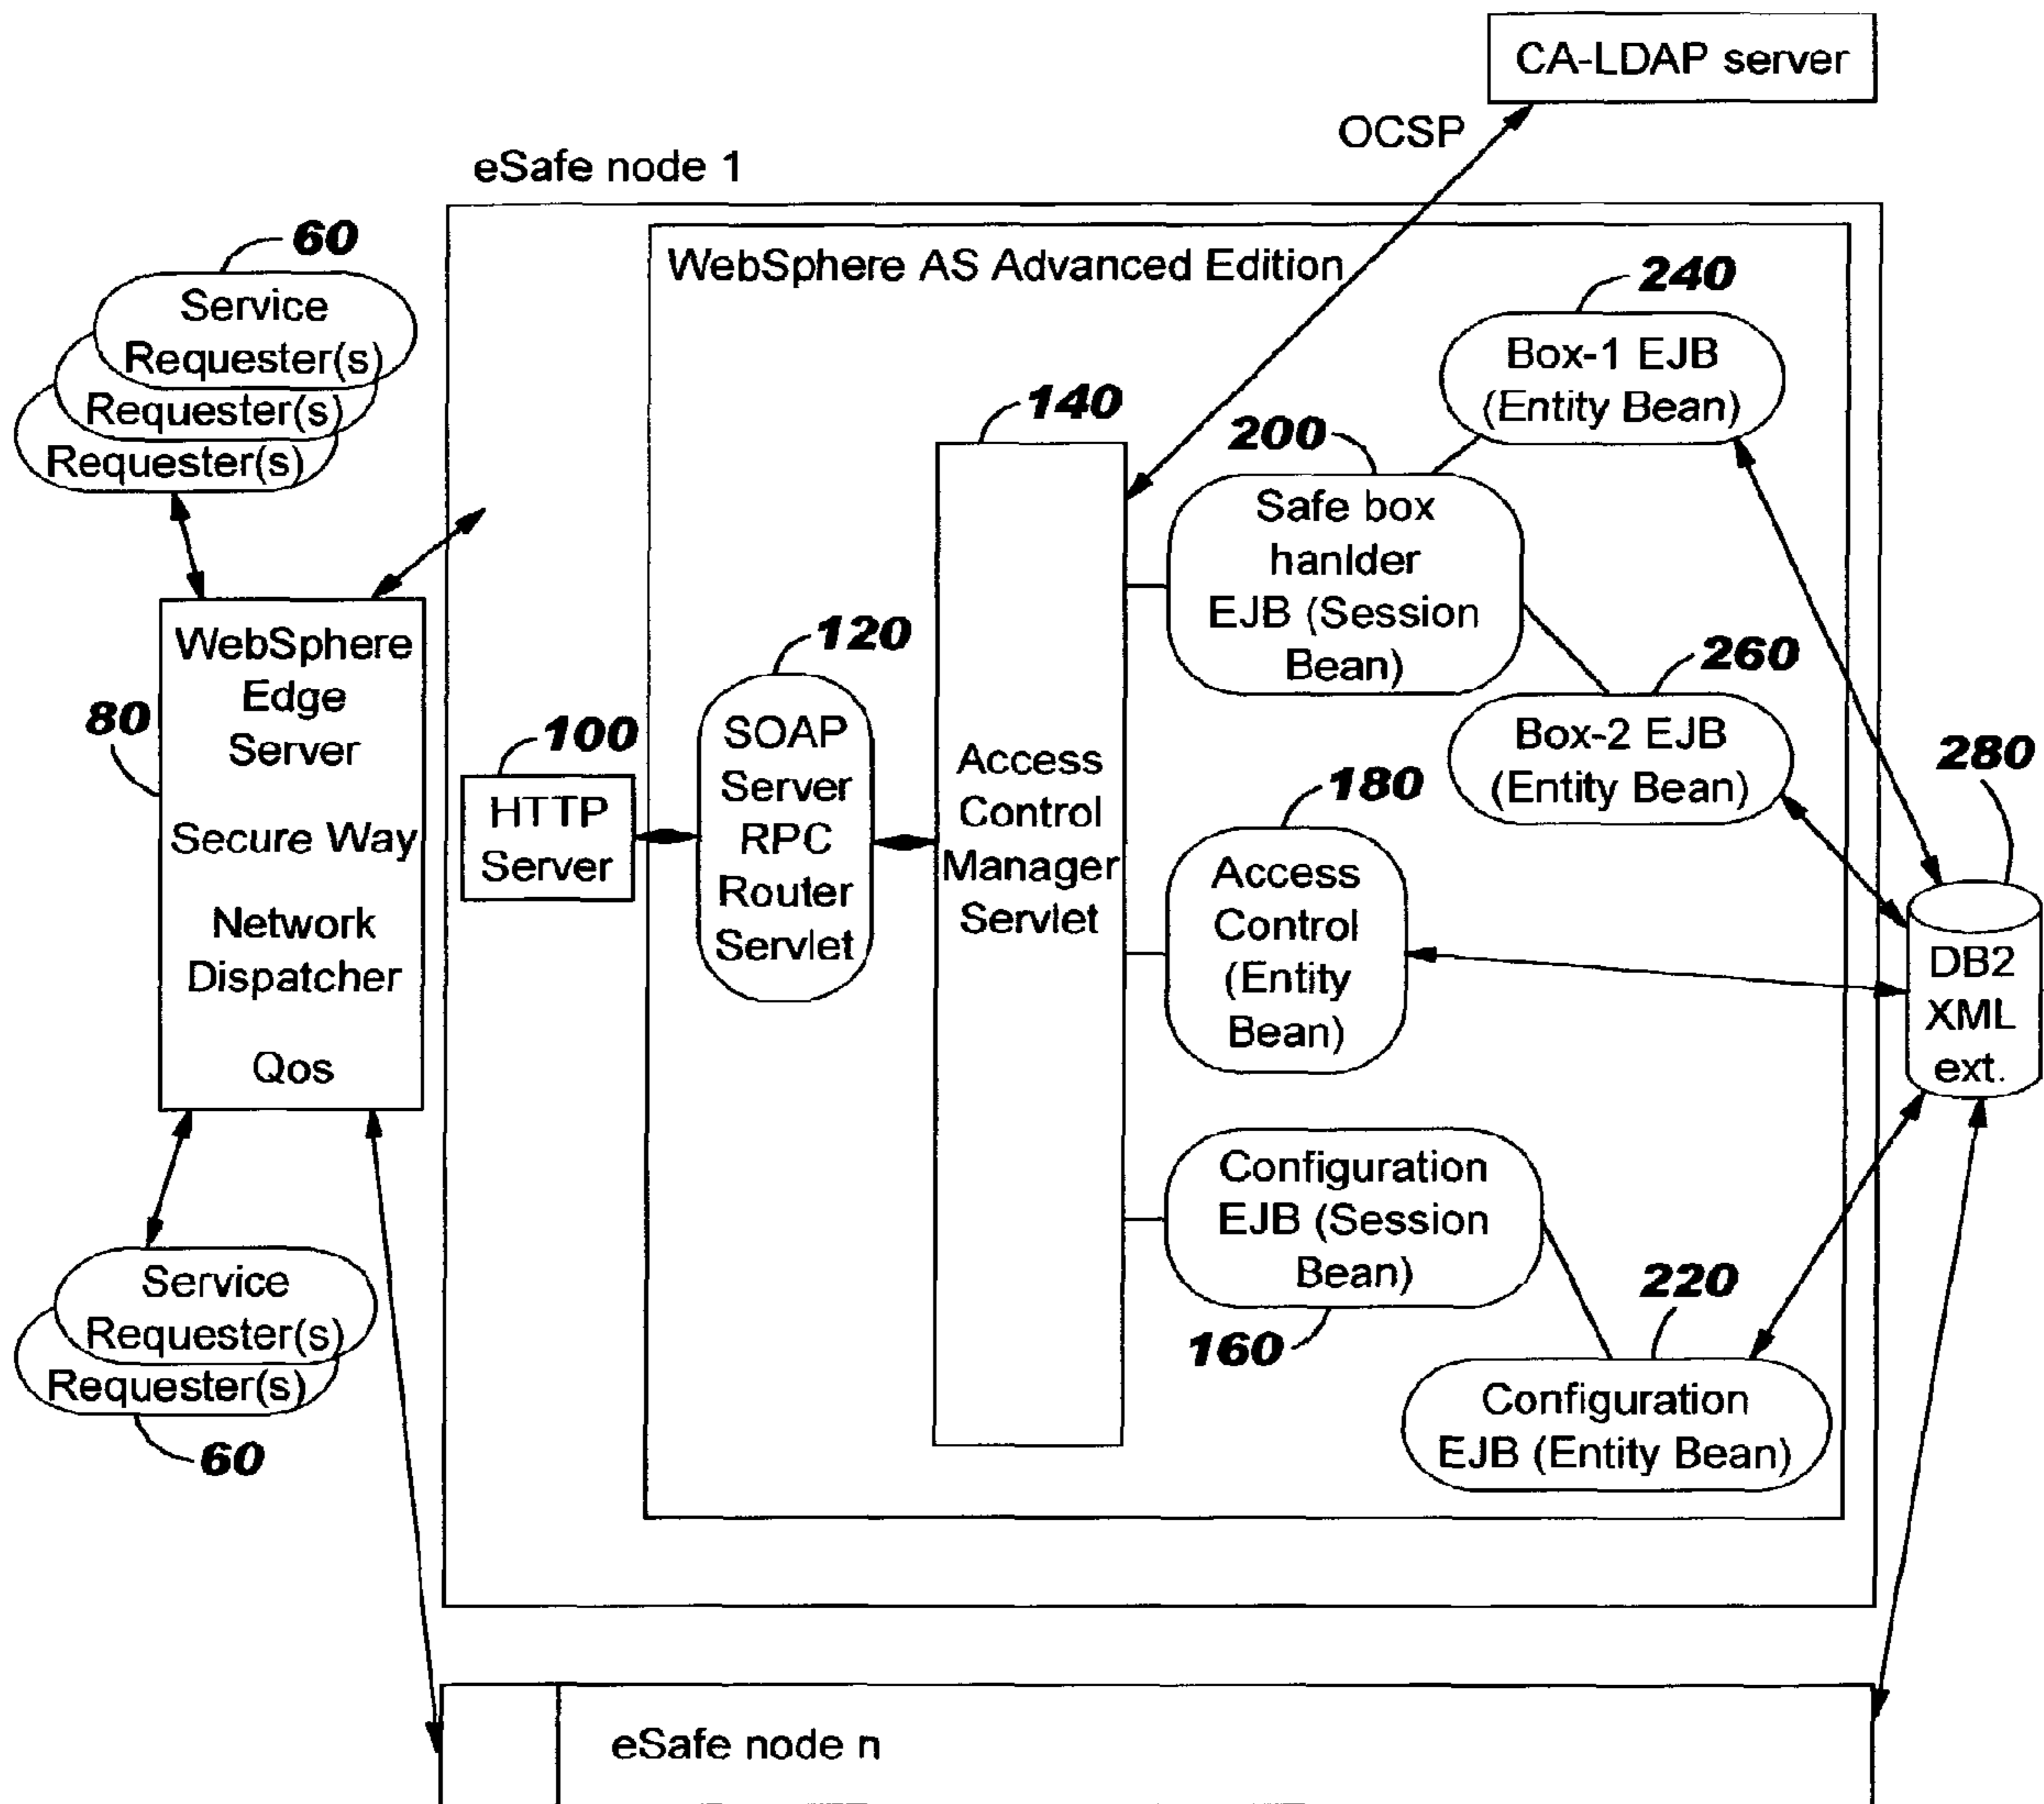 CA-LDAP server
OCSP
eSafe node 1
60
Service
Requester(s)
Requester(s)
Requester(s)
WebSphere AS Advanced Edition
240
Box-1 EJB
(Entity Bean)
140
200
Safe box
hanlder
EJB (Session
Bean)
80
WebSphere
Edge
Server
Secure Way
Network
Dispatcher
Qos
100
HTTP
Server
120
SOAP
Server
RPC
Router
Servlet
Access
Control
Manager
Servlet
260
Box-2 EJB
(Entity Bean)
180
Access
Control
(Entity
Bean)
280
DB2
XML
ext.
Configuration
EJB (Session
Bean)
160
220
Configuration
EJB (Entity Bean)
Service
Requester(s)
Requester(s)
60
eSafe node n